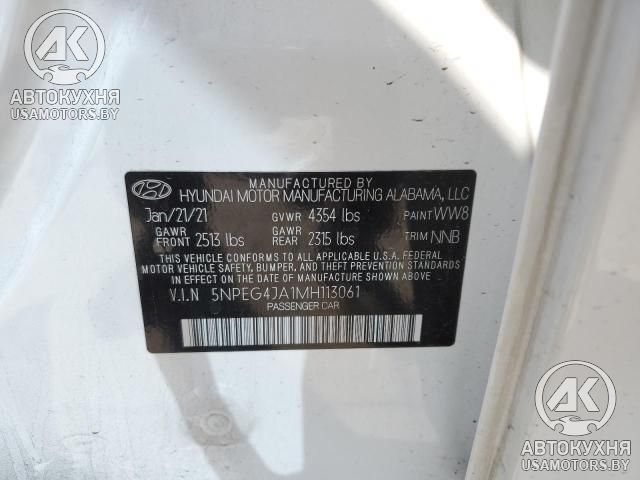 AK
АВТОКУХНЯ
USAMOTORS.BY
MANUFACTURED BY
HYUNDAI MOTOR MANUFACTURING ALABAMA, LLC
Jan/21/21 GVWR 4354 lbs PAINT WW8
GAWR FRONT 2513 lbs GAWR REAR 2315 lbs TRIM NNB
THIS VEHICLE CONFORMS TO ALL APPLICABLE U.S.A. FEDERAL
MOTOR VEHICLE SAFETY, BUMPER, AND THEFT PREVENTION STANDARDS
IN EFFECT ON THE DATE OF MANUFACTURE SHOWN ABOVE
V.I.N 5NPEG4JA1MH113061
PASSENGER CAR
AK
АВТОКУХНЯ
USAMOTORS.BY